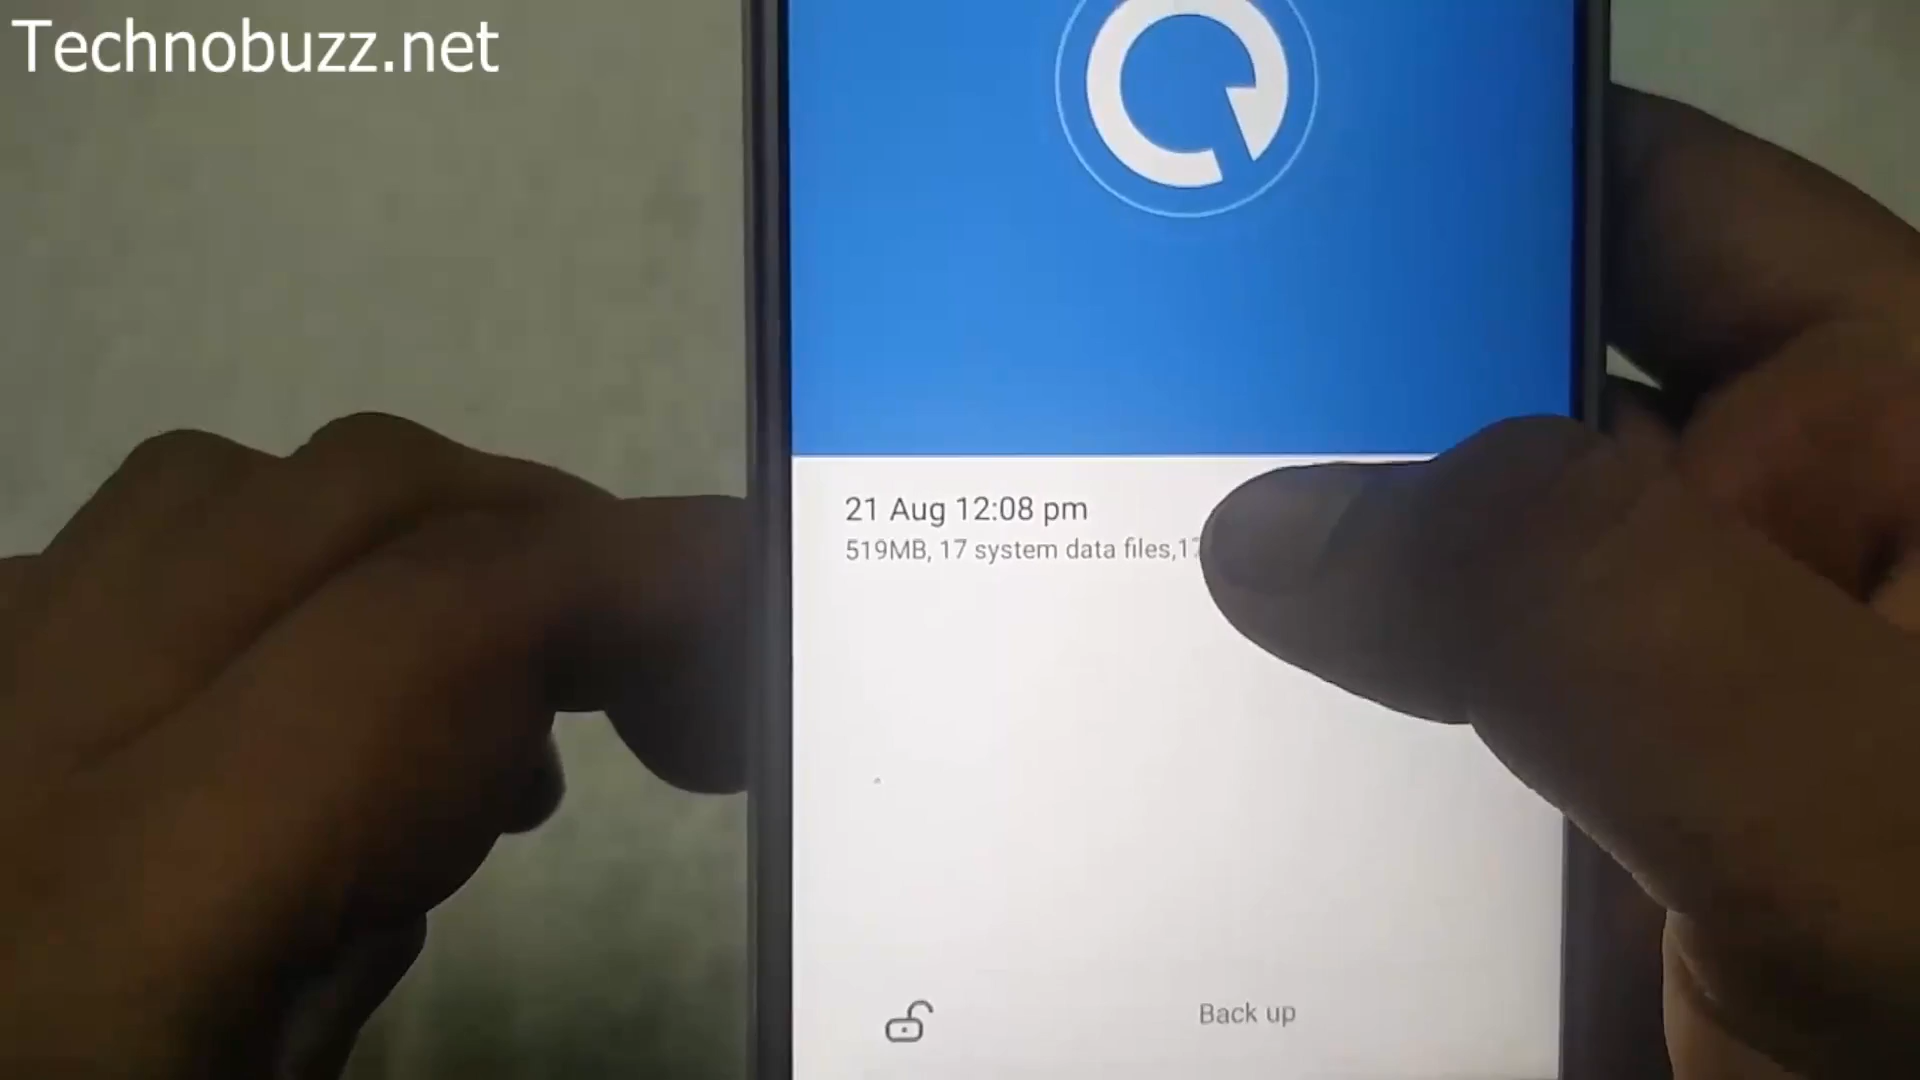 Technobuzz.net
21 Aug 12:08 pm
519MB, 17 system data files,
Back up